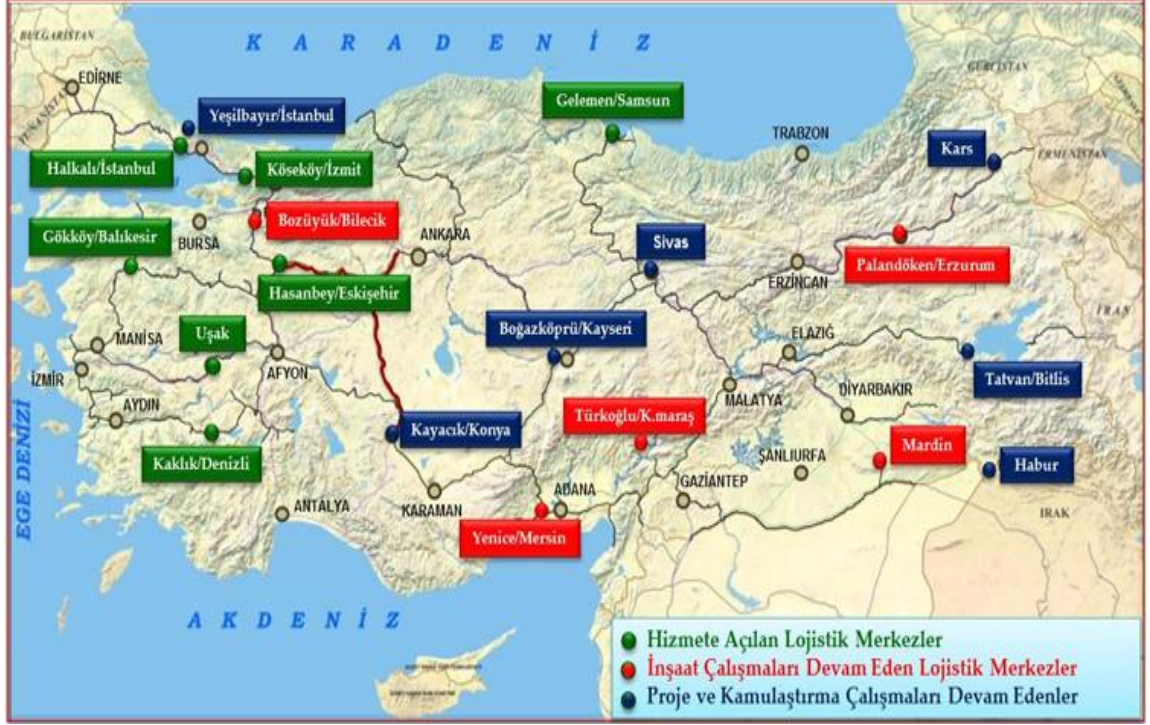 BULGARİSTAN
K A R A D E N İ Z
GÜRCİSTAN
EDİRNE
YUNANİSTAN
Yeşilbayır/İstanbul
Gelemen/Samsun
TRABZON
Kars
ERMENİSTAN
Halkalı/İstanbul
Köseköy/İzmit
Bozüyük/Bilecik
Gökköy/Balıkesir
BURSA
ANKARA
Sivas
Palandöken/Erzurum
ERZİNCAN
Hasanbey/Eskişehir
İRAN
Uşak
Boğazköprü/Kayseri
MANİSA
ELAZIĞ
İZMİR
AFYON
Tatvan/Bitlis
AYDIN
MALATYA
DİYARBAKIR
Türkoğlu/K.maraş
Kayacık/Konya
Mardin
EGE DENİZİ
Kaklık/Denizli
ŞANLIURFA
Habur
GAZİANTEP
ADANA
KARAMAN
ANTALYA
IRAK
Yenice/Mersin
A K D E N İ Z
Hizmete Açılan Lojistik Merkezler
İnşaat Çalışmaları Devam Eden Lojistik Merkezler
Proje ve Kamulaştırma Çalışmaları Devam Edenler